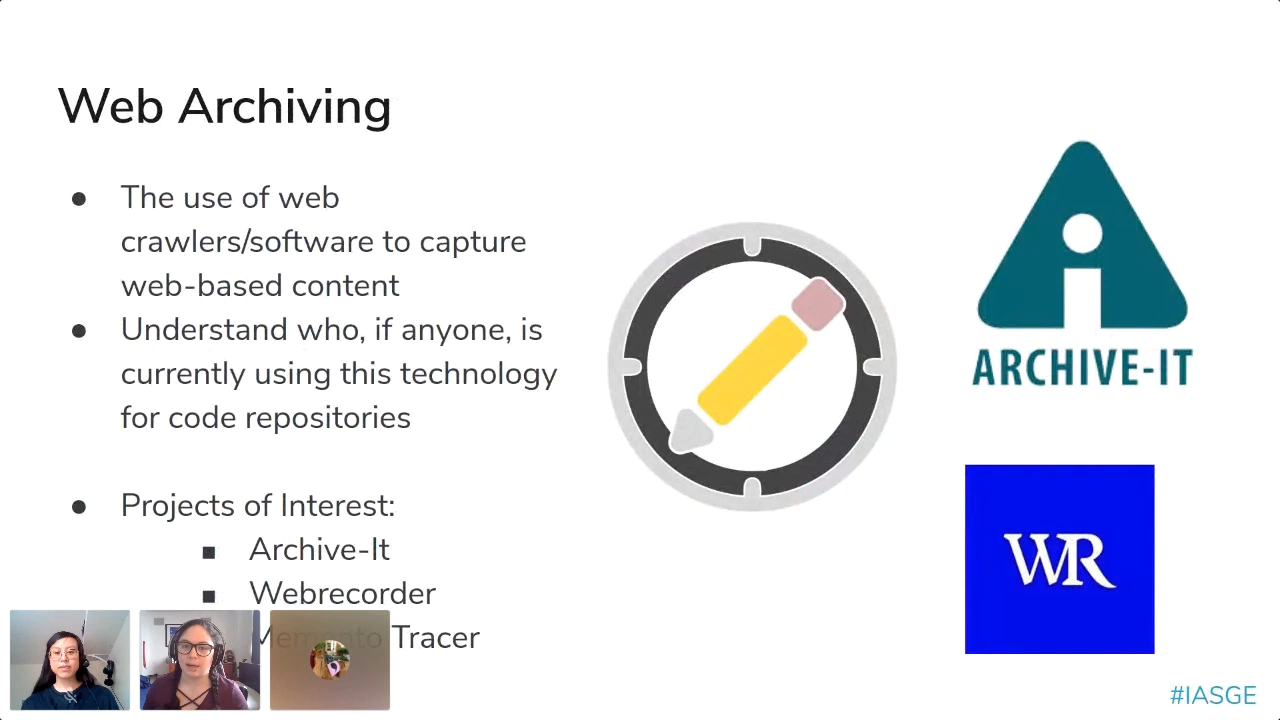 Web Archiving
● The use of web
crawlers/software to capture
web-based content
● Understand who, if anyone, is
currently using this technology
for code repositories
● Projects of Interest:
■ Archive-It
■ Webrecorder
Memento Tracer
ARCHIVE-IT
WR
#IASGE